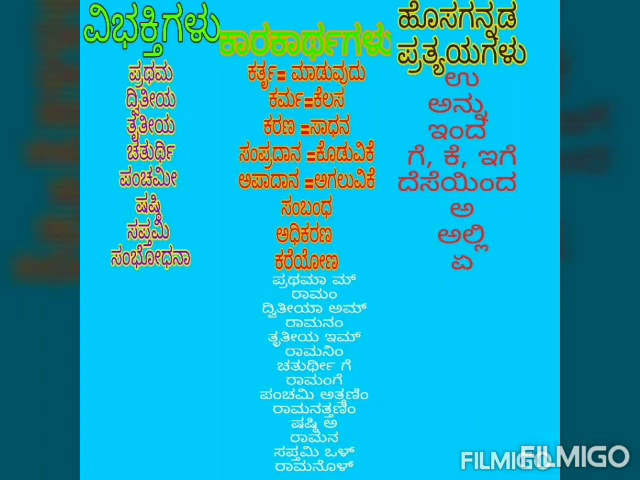 ವಿಭಕ್ತಿಗಳು ಕಾರಕಾರ್ಥಗಳು ಹೊಸಗನ್ನಡ ಪ್ರತ್ಯಯಗಳು
ಪ್ರಥಮ ಕರ್ತೃ= ಮಾಡುವುದು ಉ
ದ್ವಿತೀಯ ಕರ್ಮ=ಕೆಲಸ ಅನ್ನು
ತೃತೀಯ ಕರಣ =ಸಾಧನ ಇಂದ
ಚತುರ್ಥಿ ಸಂಪ್ರದಾನ =ಕೊಡುವಿಕೆ ಗೆ, ಕೆ, ಇಗೆ
ಪಂಚಮೀ ಅಪಾದಾನ =ಅಗಲುವಿಕೆ ದೆಸೆಯಿಂದ
ಷಷ್ಠಿ ಸಂಬಂಧ ಅ
ಸಪ್ತಮಿ ಅಧಿಕರಣ ಅಲ್ಲಿ
ಸಂಭೋಧನಾ ಕರೆಯೋಣ ಏ
ಪ್ರಥಮಾ ಮ್
ರಾಮಂ
ದ್ವಿತೀಯಾ ಅಮ್
ರಾಮನಂ
ತೃತೀಯ ಇಮ್
ರಾಮನಿಂ
ಚತುರ್ಥೀ ಗೆ
ರಾಮಂಗೆ
ಪಂಚಮಿ ಅತ್ತಣಿಂ
ರಾಮನತ್ತಣಿಂ
ಷಷ್ಠಿ ಅ
ರಾಮನ
ಸಪ್ತಮಿ ಒಳ್
ರಾಮನೊಳ್
FILMIGO FILMIGO